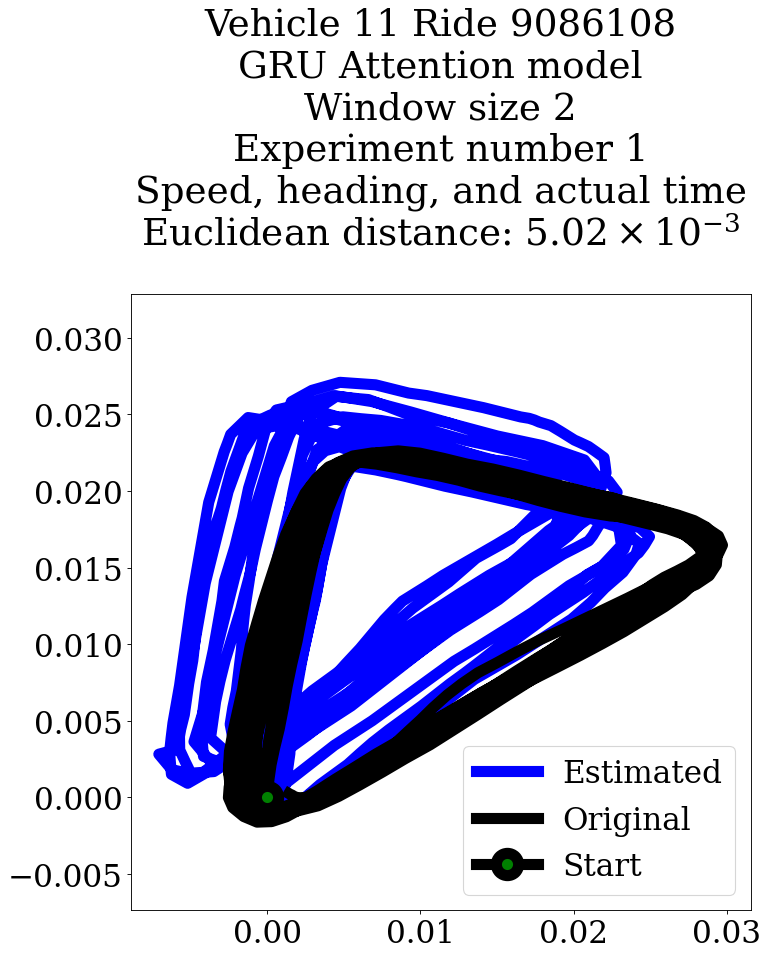 Vehicle 11 Ride 9086108
GRU Attention model
Window size 2
Experiment number 1
Speed, heading, and actual time
Euclidean distance: 5.02 × 10⁻³
0.030
0.025
0.020
0.015
0.010
0.005
0.000
−0.005
Estimated
Original
Start
0.00 0.01 0.02 0.03